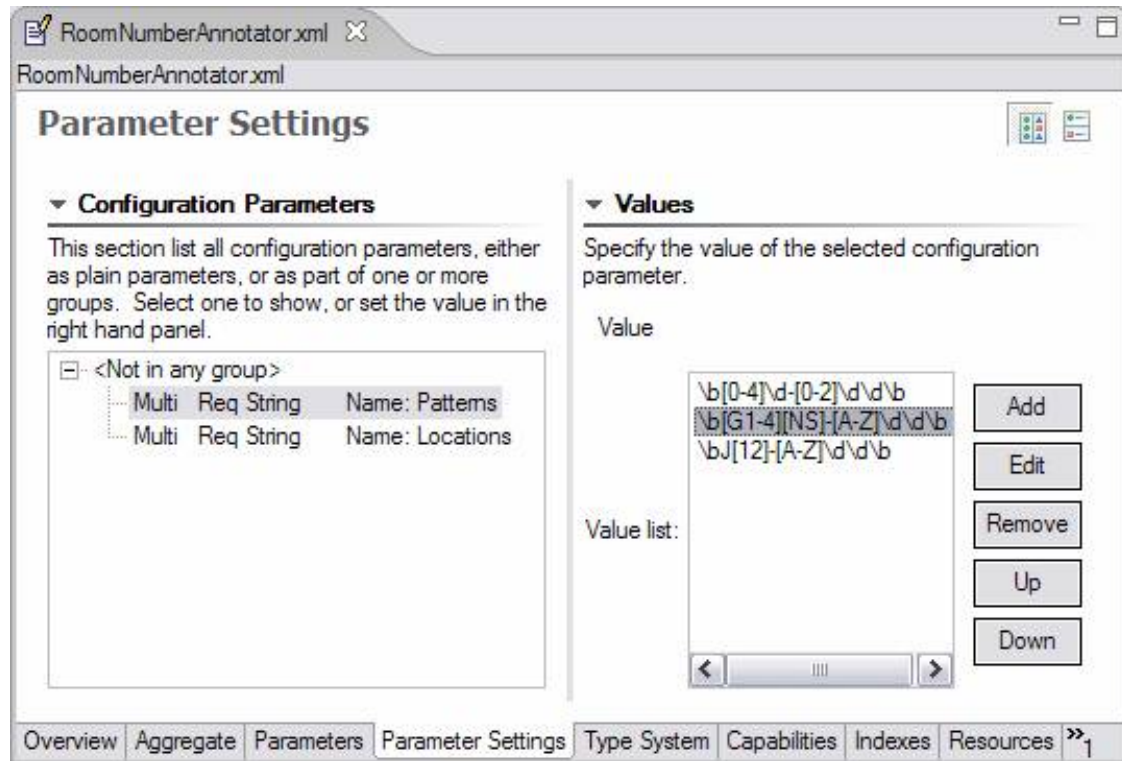 RoomNumberAnnotator.xml
RoomNumberAnnotator.xml
Parameter Settings
Configuration Parameters
This section list all configuration parameters, either
as plain parameters, or as part of one or more
groups. Select one to show, or set the value in the
right hand panel.
<Not in any group>
Multi Req String Name: Patterns
Multi Req String Name: Locations
Values
Specify the value of the selected configuration
parameter.
Value
Value list:
\b[0-4]\d-[0-2]\d\d\b
\b[G1-4][NS]-[A-Z]\d\d\b
\bJ[12]-[A-Z]\d\d\b
Add
Edit
Remove
Up
Down
Overview Aggregate Parameters Parameter Settings Type System Capabilities Indexes Resources »1